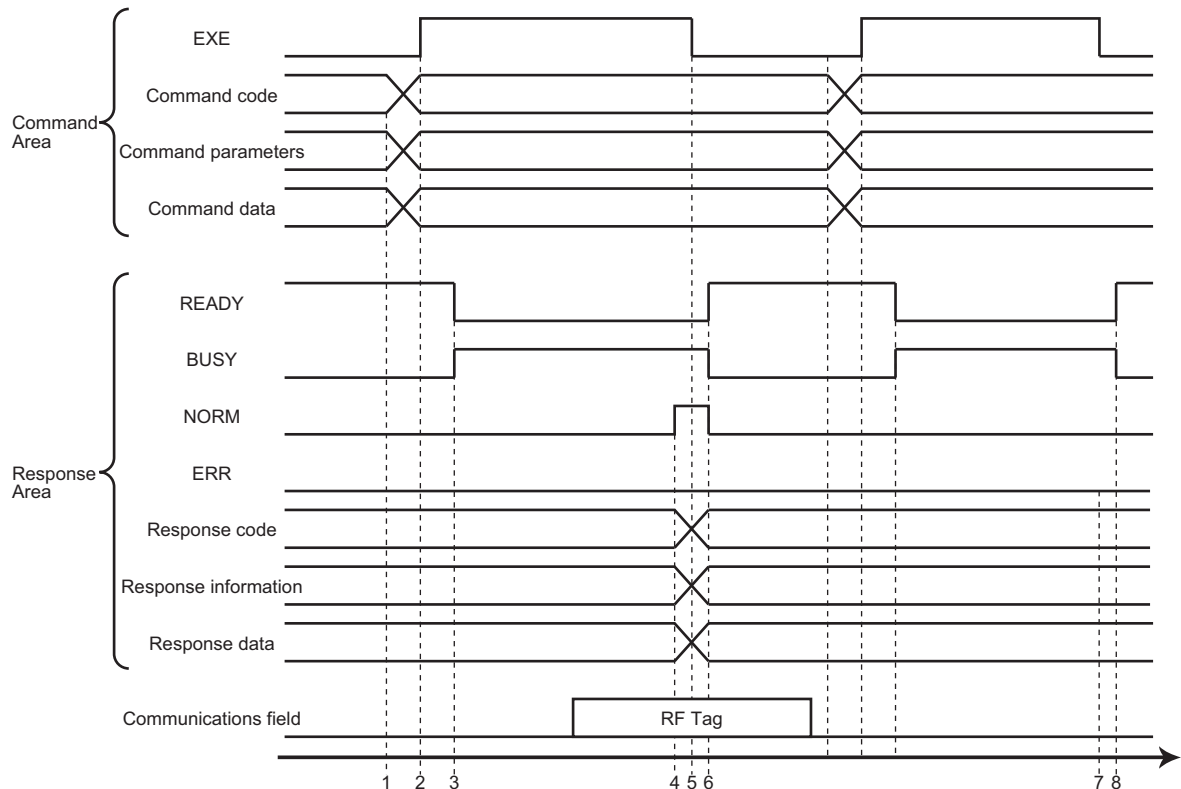 EXE
Command code
Command
Area
Command parameters
Command data
READY
BUSY
NORM
Response
Area
ERR
Response code
Response information
Response data
Communications field
RF Tag
1 2 3 4 5 6 7 8